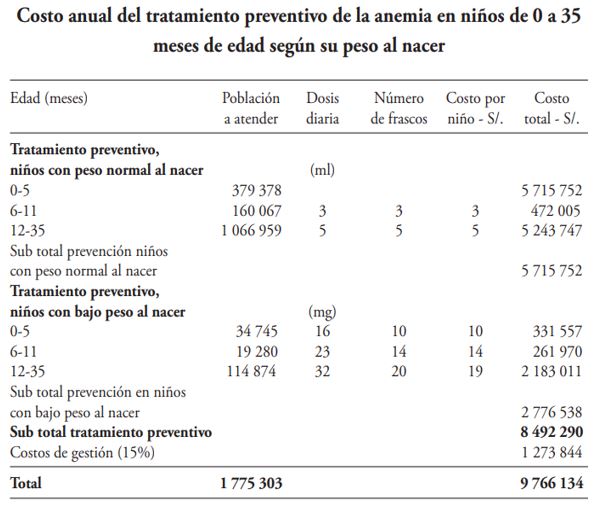 Costo anual del tratamiento preventivo de la anemia en niños de 0 a 35
meses de edad según su peso al nacer
Edad (meses) Población Dosis Número Costo por Costo
a atender diaria de frascos niño - S/. total - S/.
Tratamiento preventivo,
niños con peso normal al nacer (ml)
0-5 379 378 5 715 752
6-11 160 067 3 3 3 472 005
12-35 1 066 959 5 5 5 5 243 747
Sub total prevención niños
con peso normal al nacer 5 715 752
Tratamiento preventivo,
niños con bajo peso al nacer (mg)
0-5 34 745 16 10 10 331 557
6-11 19 280 23 14 14 261 970
12-35 114 874 32 20 19 2 183 011
Sub total prevención en niños
con bajo peso al nacer 2 776 538
Sub total tratamiento preventivo 8 492 290
Costos de gestión (15%) 1 273 844
Total 1 775 303 9 766 134